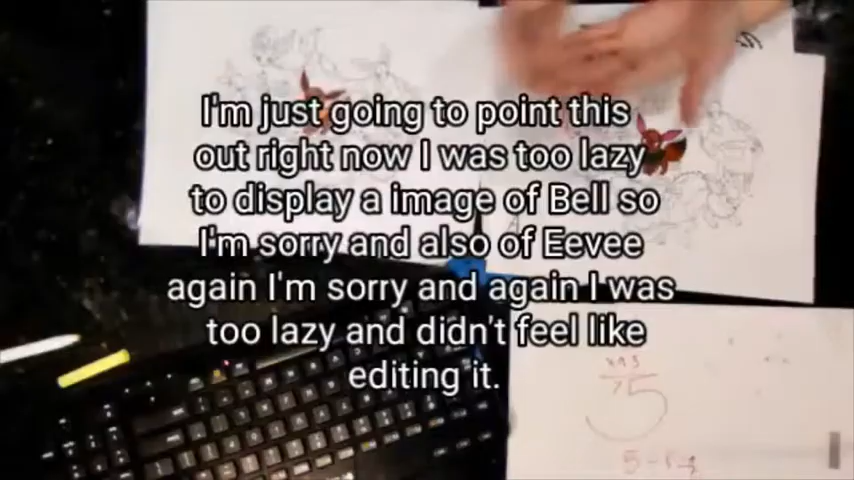 I'm just going to point this
out right now I was too lazy
to display a image of Bell so
I'm sorry and also of Eevee
again I'm sorry and again I was
too lazy and didn't feel like
editing it.